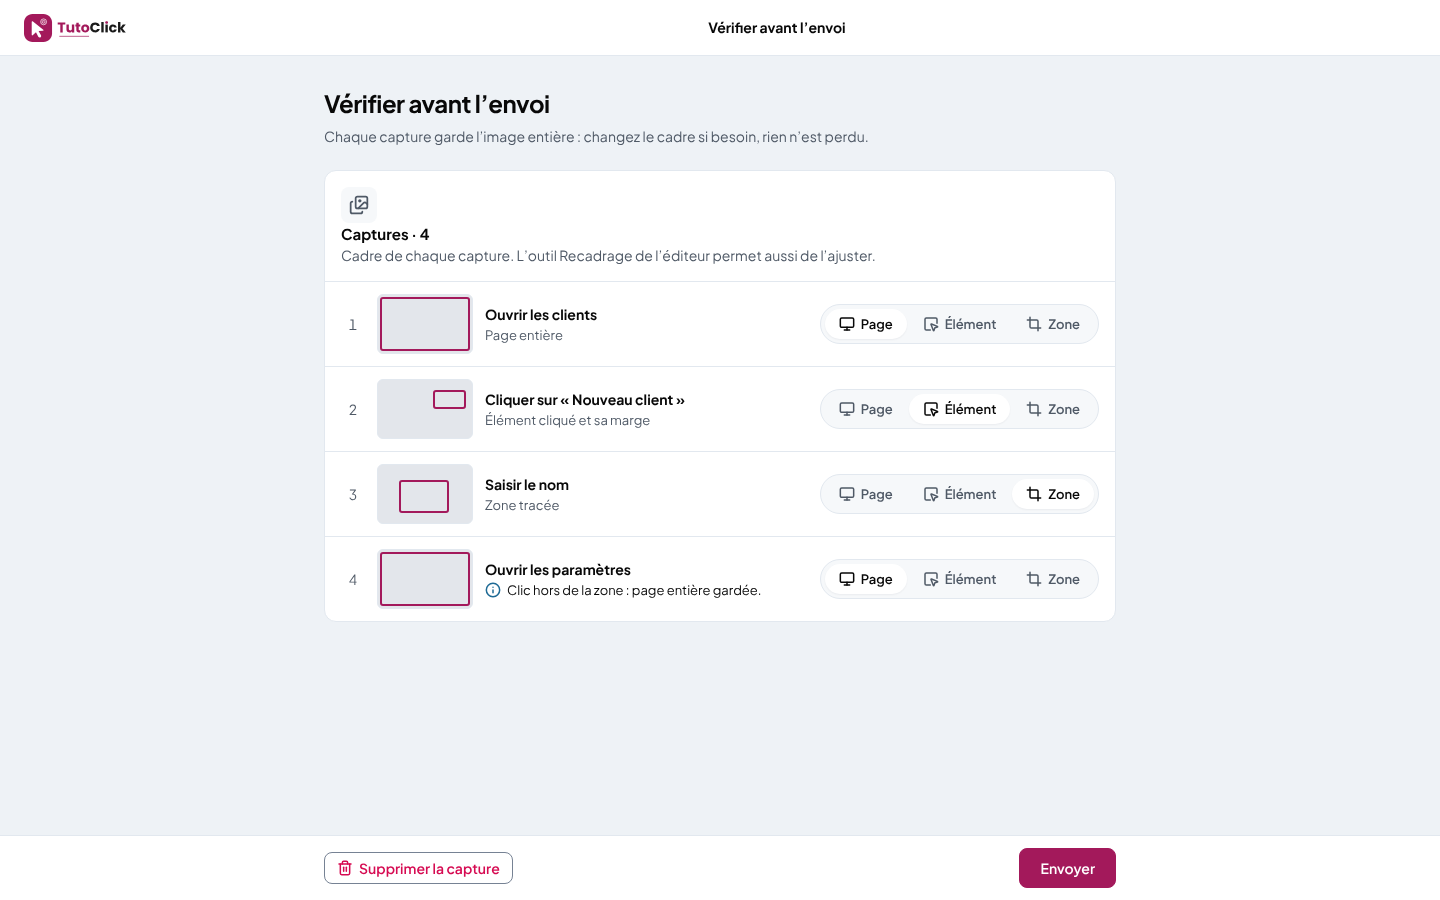 TutoClick
Vérifier avant l’envoi
Vérifier avant l’envoi
Chaque capture garde l’image entière : changez le cadre si besoin, rien n’est perdu.
Captures · 4
Cadre de chaque capture. L’outil Recadrage de l’éditeur permet aussi de l’ajuster.
1
Ouvrir les clients
Page entière
Page Élément Zone
2
Cliquer sur « Nouveau client »
Élément cliqué et sa marge
Page Élément Zone
3
Saisir le nom
Zone tracée
Page Élément Zone
4
Ouvrir les paramètres
Clic hors de la zone : page entière gardée.
Page Élément Zone
Supprimer la capture
Envoyer